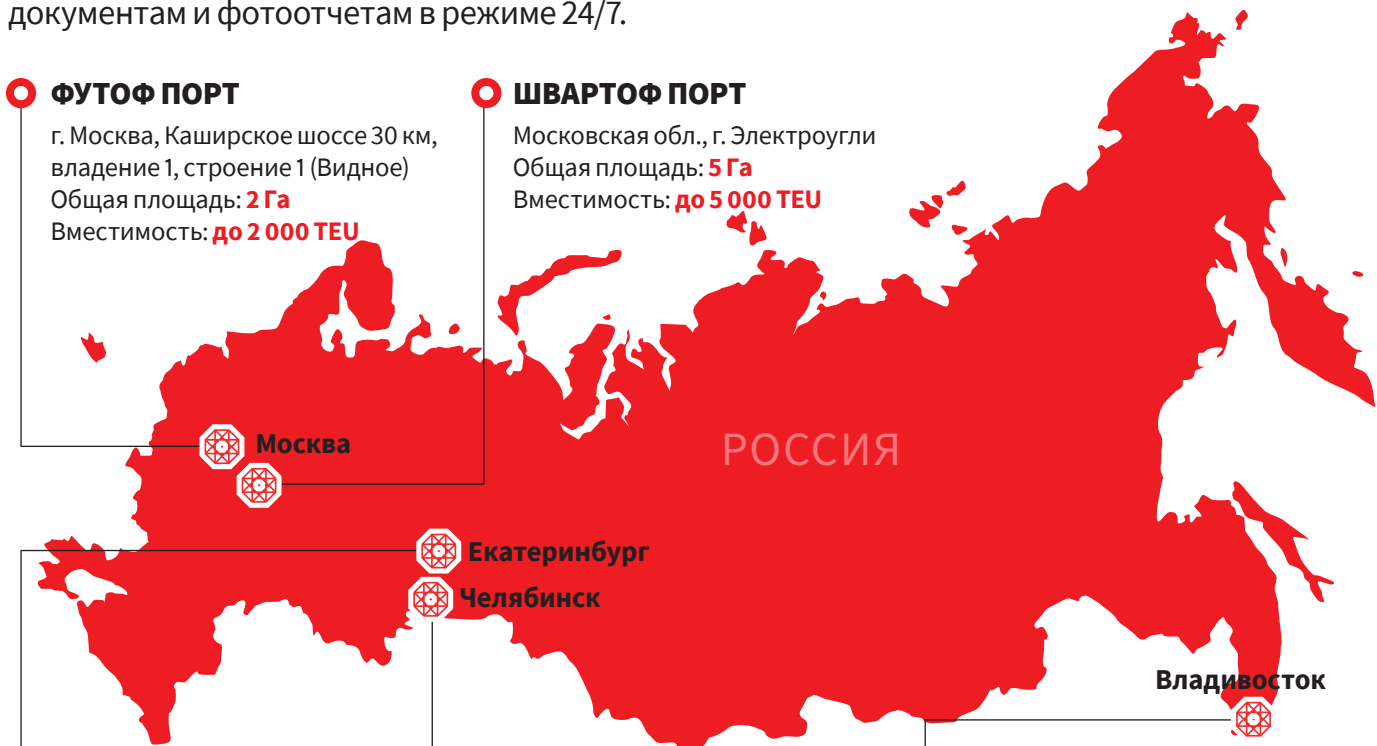 документам и фотоотчетам в режиме 24/7.
ФУТОФ ПОРТ
г. Москва, Каширское шоссе 30 км,
владение 1, строение 1 (Видное)
Общая площадь: 2 Га
Вместимость: до 2 000 TEU
ШВАРТОФ ПОРТ
Московская обл., г. Электроугли
Общая площадь: 5 Га
Вместимость: до 5 000 TEU
Москва
РОССИЯ
Екатеринбург
Челябинск
Владивосток